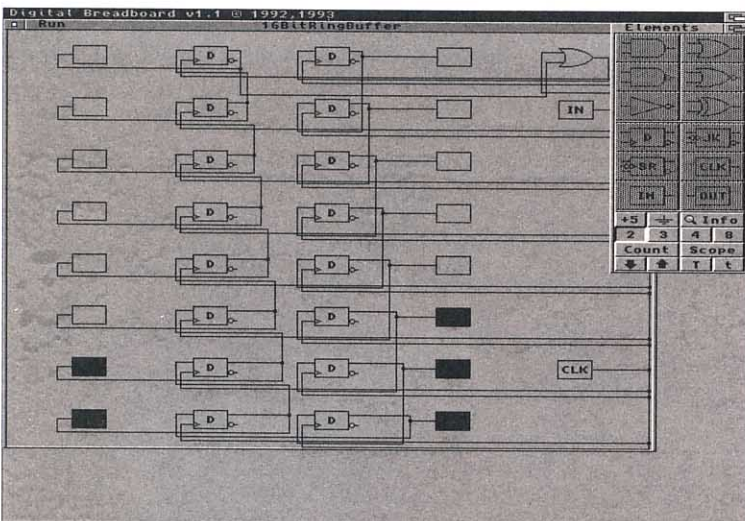 Digital Breadboard v1.1 © 1992,1993
Run 16BitRingBuffer
Elements
D D
D D IN
D D
D D
D D
D D
D D CLK
D D
D JK
SR CLK
IN OUT
+5 Info
2 3 4 8
Count Scope
T t